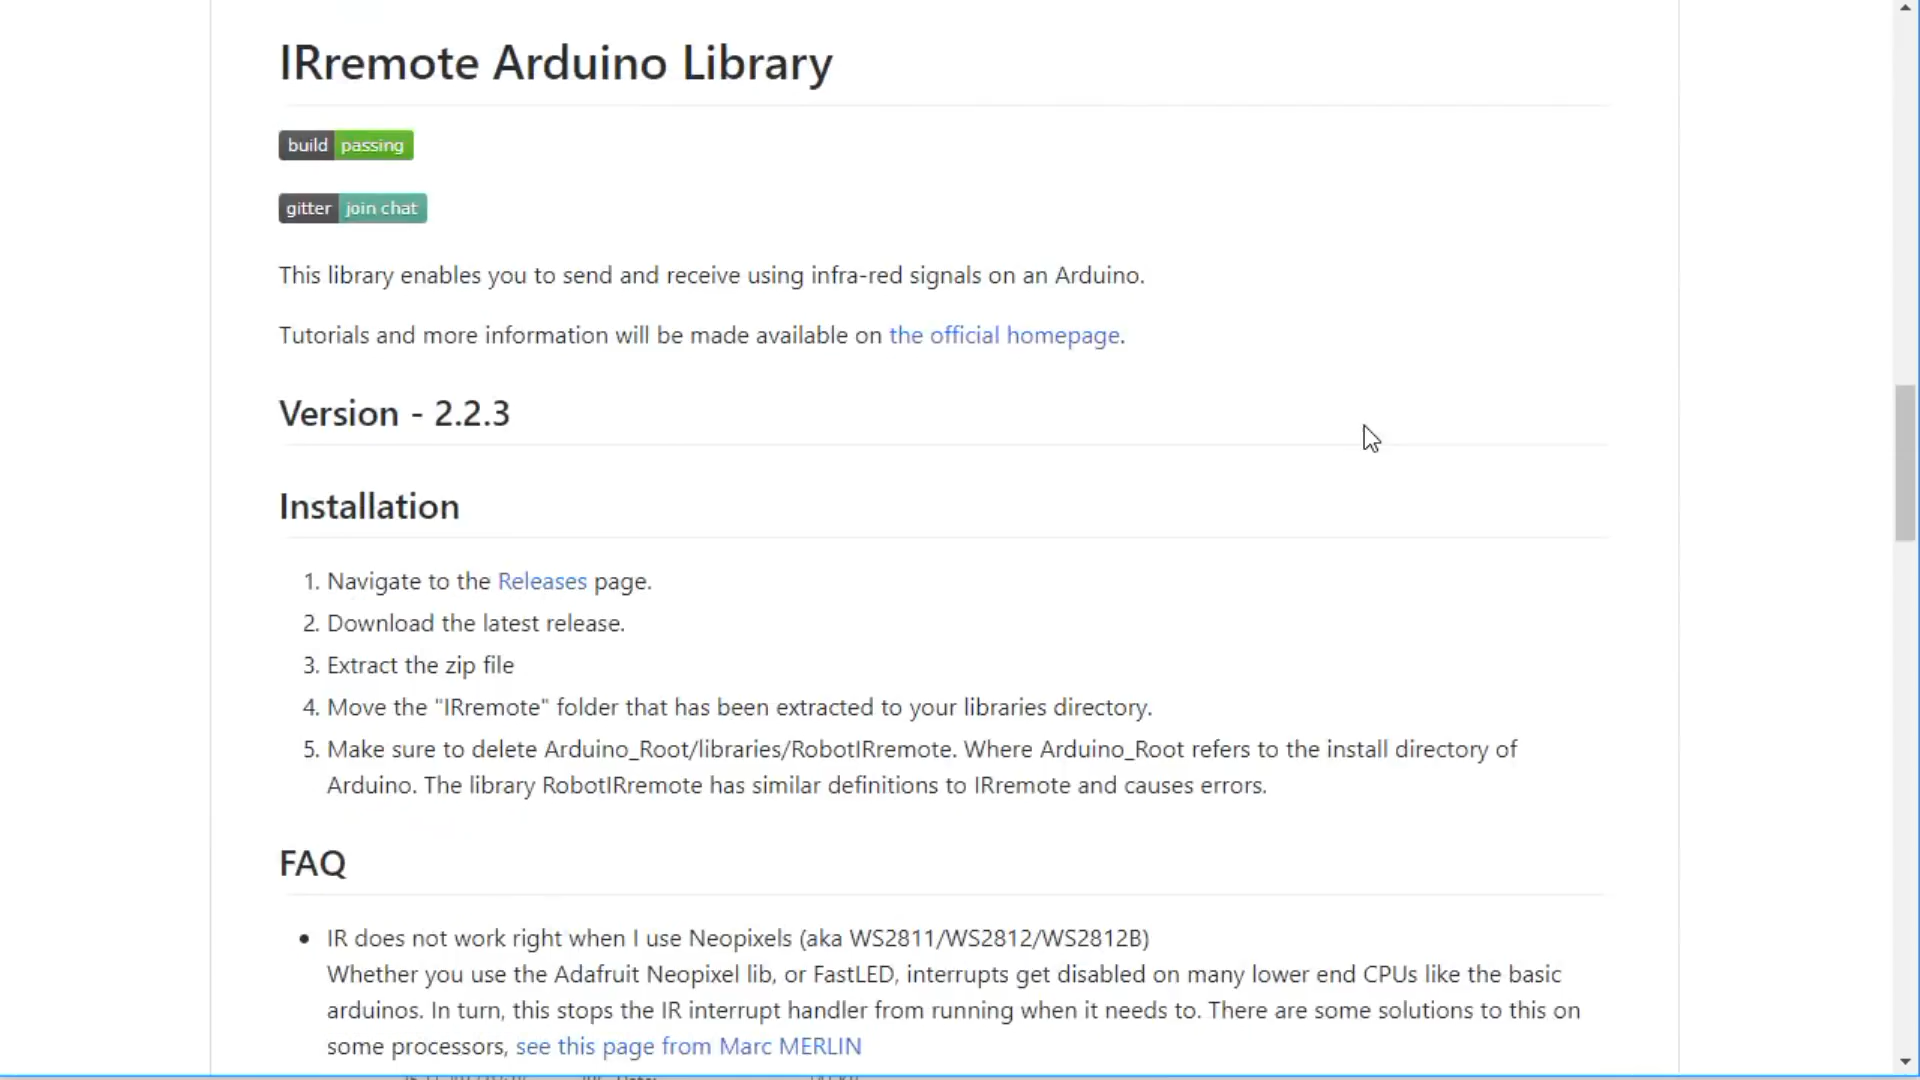 IRremote Arduino Library
build passing
gitter join chat
This library enables you to send and receive using infra-red signals on an Arduino.
Tutorials and more information will be made available on the official homepage.
Version - 2.2.3
Installation
1. Navigate to the Releases page.
2. Download the latest release.
3. Extract the zip file
4. Move the "IRremote" folder that has been extracted to your libraries directory.
5. Make sure to delete Arduino_Root/libraries/RobotIRremote. Where Arduino_Root refers to the install directory of
Arduino. The library RobotIRremote has similar definitions to IRremote and causes errors.
FAQ
• IR does not work right when I use Neopixels (aka WS2811/WS2812/WS2812B)
Whether you use the Adafruit Neopixel lib, or FastLED, interrupts get disabled on many lower end CPUs like the basic
arduinos. In turn, this stops the IR interrupt handler from running when it needs to. There are some solutions to this on
some processors, see this page from Marc MERLIN